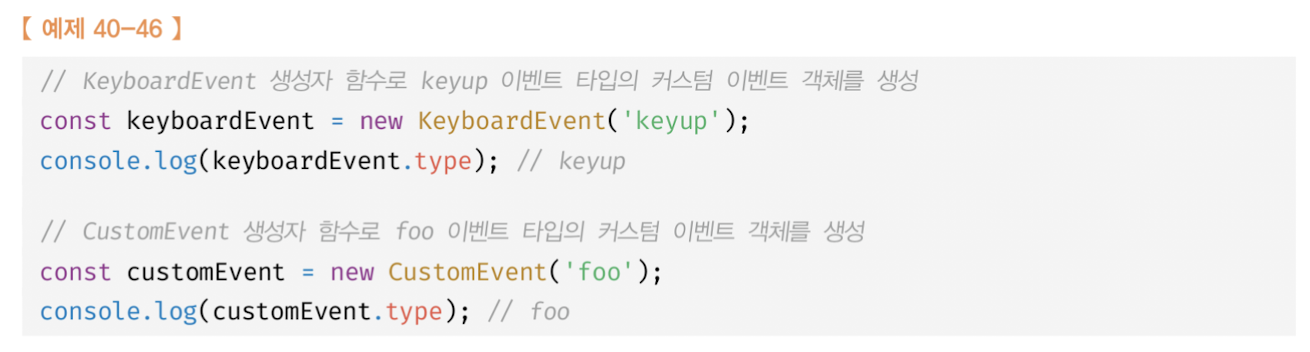 【 예제 40-46 】
// KeyboardEvent 생성자 함수로 keyup 이벤트 타입의 커스텀 이벤트 객체를 생성
const keyboardEvent = new KeyboardEvent('keyup');
console.log(keyboardEvent.type); // keyup
// CustomEvent 생성자 함수로 foo 이벤트 타입의 커스텀 이벤트 객체를 생성
const customEvent = new CustomEvent('foo');
console.log(customEvent.type); // foo